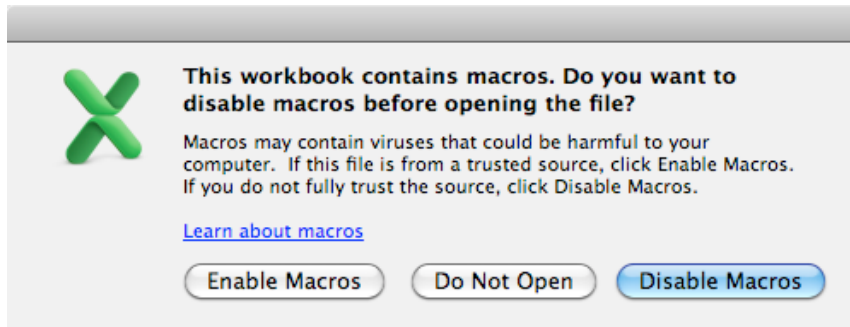 This workbook contains macros. Do you want to
disable macros before opening the file?
Macros may contain viruses that could be harmful to your
computer.  If this file is from a trusted source, click Enable Macros.
If you do not fully trust the source, click Disable Macros.
Learn about macros
Enable Macros Do Not Open Disable Macros